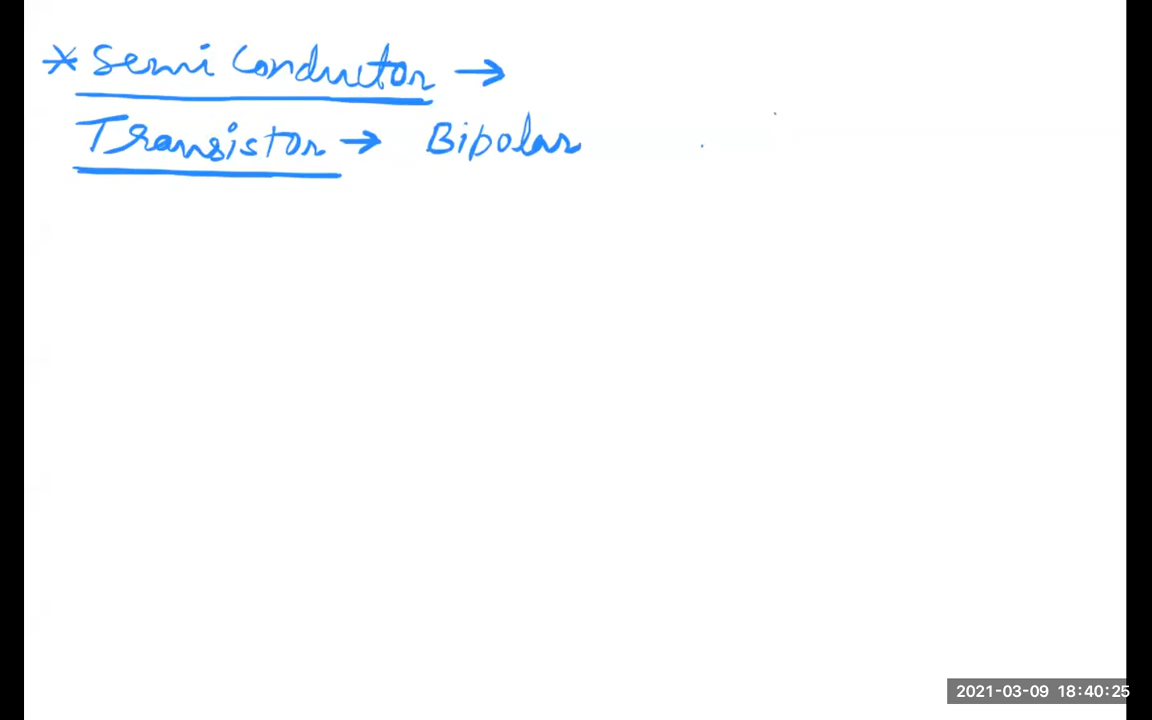 * Semi Conductor →
Transistor → Bipolar
2021-03-09 18:40:25